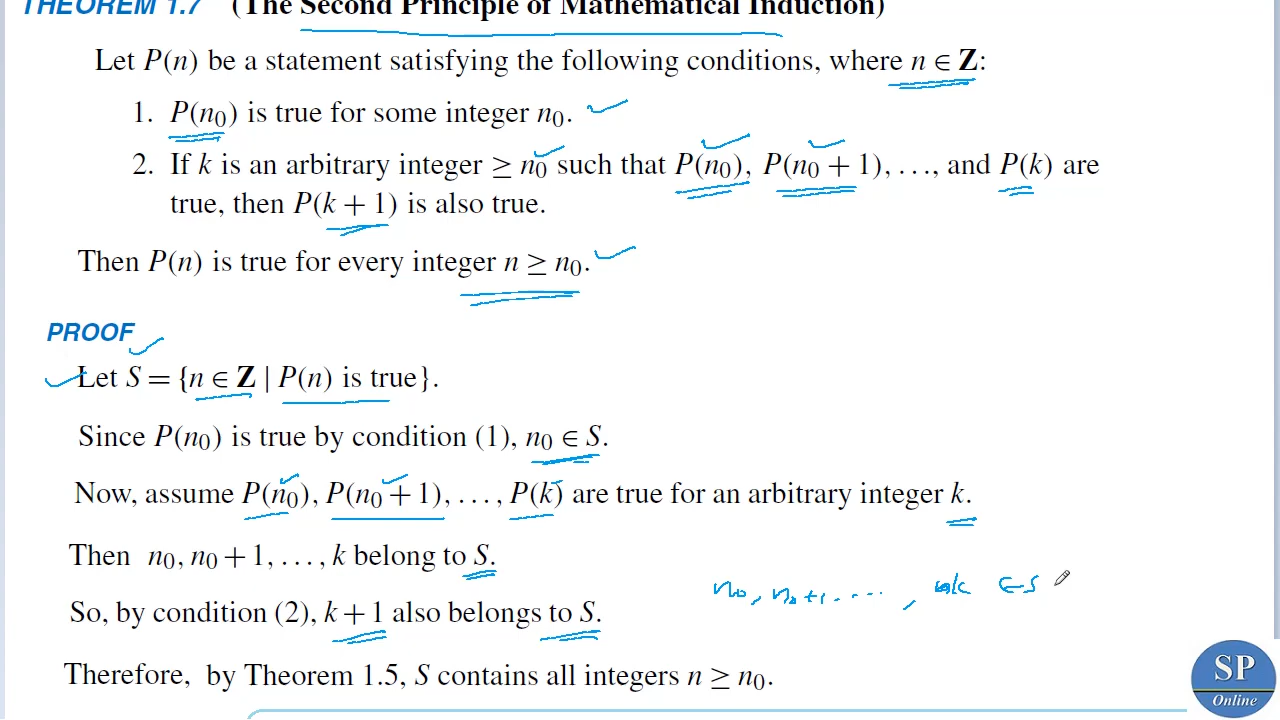 THEOREM 1.7 (The Second Principle of Mathematical Induction)
Let P(n) be a statement satisfying the following conditions, where n ∈ Z:
1. P(n₀) is true for some integer n₀.
2. If k is an arbitrary integer ≥ n₀ such that P(n₀), P(n₀ + 1), . . ., and P(k) are
true, then P(k + 1) is also true.
Then P(n) is true for every integer n ≥ n₀.
PROOF
Let S = {n ∈ Z | P(n) is true}.
Since P(n₀) is true by condition (1), n₀ ∈ S.
Now, assume P(n₀), P(n₀ + 1), . . . , P(k) are true for an arbitrary integer k.
Then n₀, n₀ + 1, . . . , k belong to S.
n₀, n₀+1, ....., k ∈ S
So, by condition (2), k + 1 also belongs to S.
Therefore, by Theorem 1.5, S contains all integers n ≥ n₀.
SP
Online